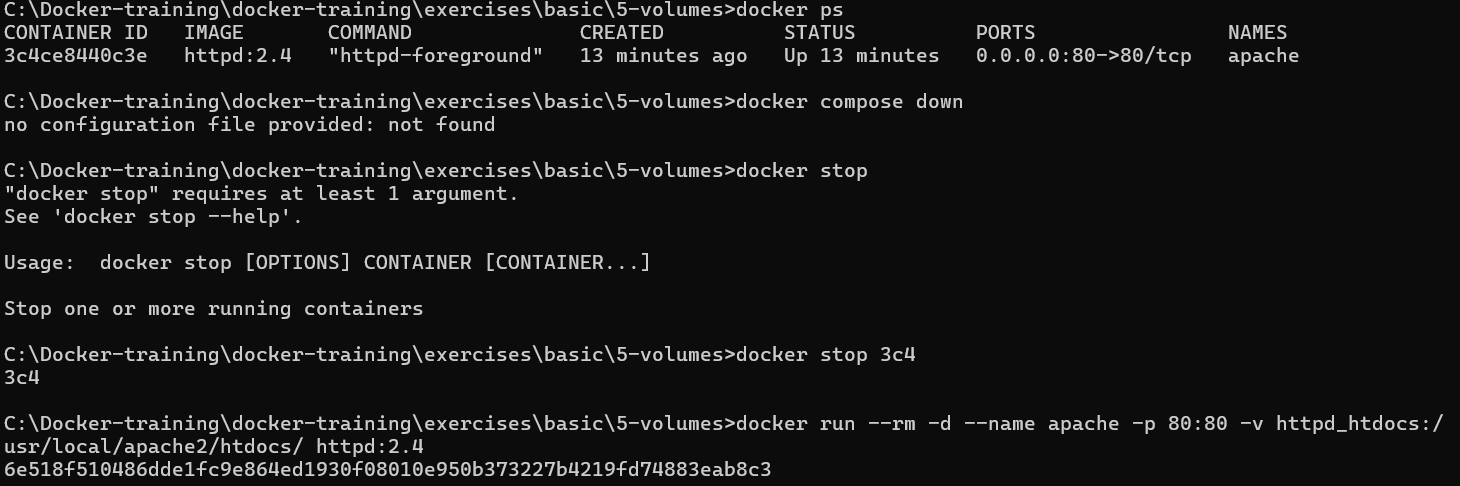 C:\Docker-training\docker-training\exercises\basic\5-volumes>docker ps
CONTAINER ID   IMAGE       COMMAND              CREATED          STATUS          PORTS                NAMES
3c4ce8440c3e   httpd:2.4   "httpd-foreground"   13 minutes ago   Up 13 minutes   0.0.0.0:80->80/tcp   apache
C:\Docker-training\docker-training\exercises\basic\5-volumes>docker compose down
no configuration file provided: not found
C:\Docker-training\docker-training\exercises\basic\5-volumes>docker stop
"docker stop" requires at least 1 argument.
See 'docker stop --help'.
Usage:  docker stop [OPTIONS] CONTAINER [CONTAINER...]
Stop one or more running containers
C:\Docker-training\docker-training\exercises\basic\5-volumes>docker stop 3c4
3c4
C:\Docker-training\docker-training\exercises\basic\5-volumes>docker run --rm -d --name apache -p 80:80 -v httpd_htdocs:/
usr/local/apache2/htdocs/ httpd:2.4
6e518f510486dde1fc9e864ed1930f08010e950b373227b4219fd74883eab8c3